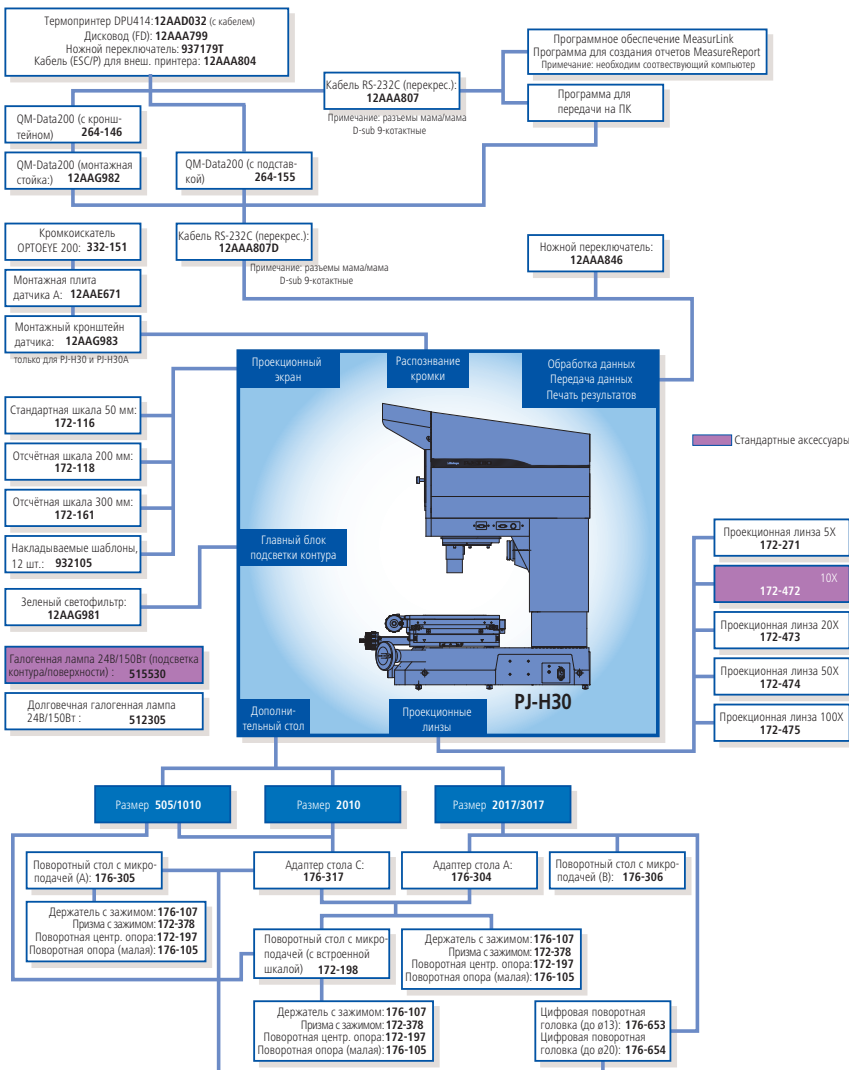 Термопринтер DPU414: 12AAD032 (с кабелем)
Дисковод (FD): 12AAA799
Ножной переключатель: 937179T
Кабель (ESC/P) для внеш. принтера: 12AAA804
Программное обеспечение MeasurLink
Программа для создания отчетов MeasureReport
Примечание: необходим соотвествующий компьютер
Кабель RS-232C (перекрес.):
12AAA807
Примечание: разъемы мама/мама
D-sub 9-котактные
Программа для
передачи на ПК
QM-Data200 (с кронш-
тейном) 264-146
QM-Data200 (монтажная
стойка:) 12AAG982
QM-Data200 (с подстав-
кой) 264-155
Кромкоискатель
OPTOEYE 200: 332-151
Кабель RS-232C (перекрес.):
12AAA807D
Примечание: разъемы мама/мама
D-sub 9-котактные
Ножной переключатель:
12AAA846
Монтажная плита
датчика A: 12AAE671
Монтажный кронштейн
датчика: 12AAG983
только для PJ-H30 и PJ-H30A
Проекционный
экран
Распознвание
кромки
Обработка данных
Передача данных
Печать результатов
Стандартная шкала 50 мм:
172-116
Отсчётная шкала 200 мм:
172-118
Отсчётная шкала 300 мм:
172-161
Накладываемые шаблоны,
12 шт.: 932105
Зеленый светофильтр:
12AAG981
Галогенная лампа 24В/150Вт (подсветка
контура/поверхности) : 515530
Долговечная галогенная лампа
24В/150Вт : 512305
Главный блок
подсветки контура
Стандартные аксессуары
Проекционная линза 5X
172-271
10X
172-472
Проекционная линза 20X
172-473
Проекционная линза 50X
172-474
Проекционная линза 100X
172-475
PJ-H30
Дополни-
тельный стол
Проекционные
линзы
Размер 505/1010
Размер 2010
Размер 2017/3017
Поворотный стол с микро-
подачей (A): 176-305
Адаптер стола C:
176-317
Адаптер стола A:
176-304
Поворотный стол с микро-
подачей (B): 176-306
Держатель с зажимом: 176-107
Призма с зажимом: 172-378
Поворотная центр. опора: 172-197
Поворотная опора (малая): 176-105
Поворотный стол с микро-
подачей (с встроенной
шкалой) 172-198
Держатель с зажимом: 176-107
Призма с зажимом: 172-378
Поворотная центр. опора: 172-197
Поворотная опора (малая): 176-105
Держатель с зажимом: 176-107
Призма с зажимом: 172-378
Поворотная центр. опора: 172-197
Поворотная опора (малая): 176-105
Цифровая поворотная
головка (до ø13): 176-653
Цифровая поворотная
головка (до ø20): 176-654